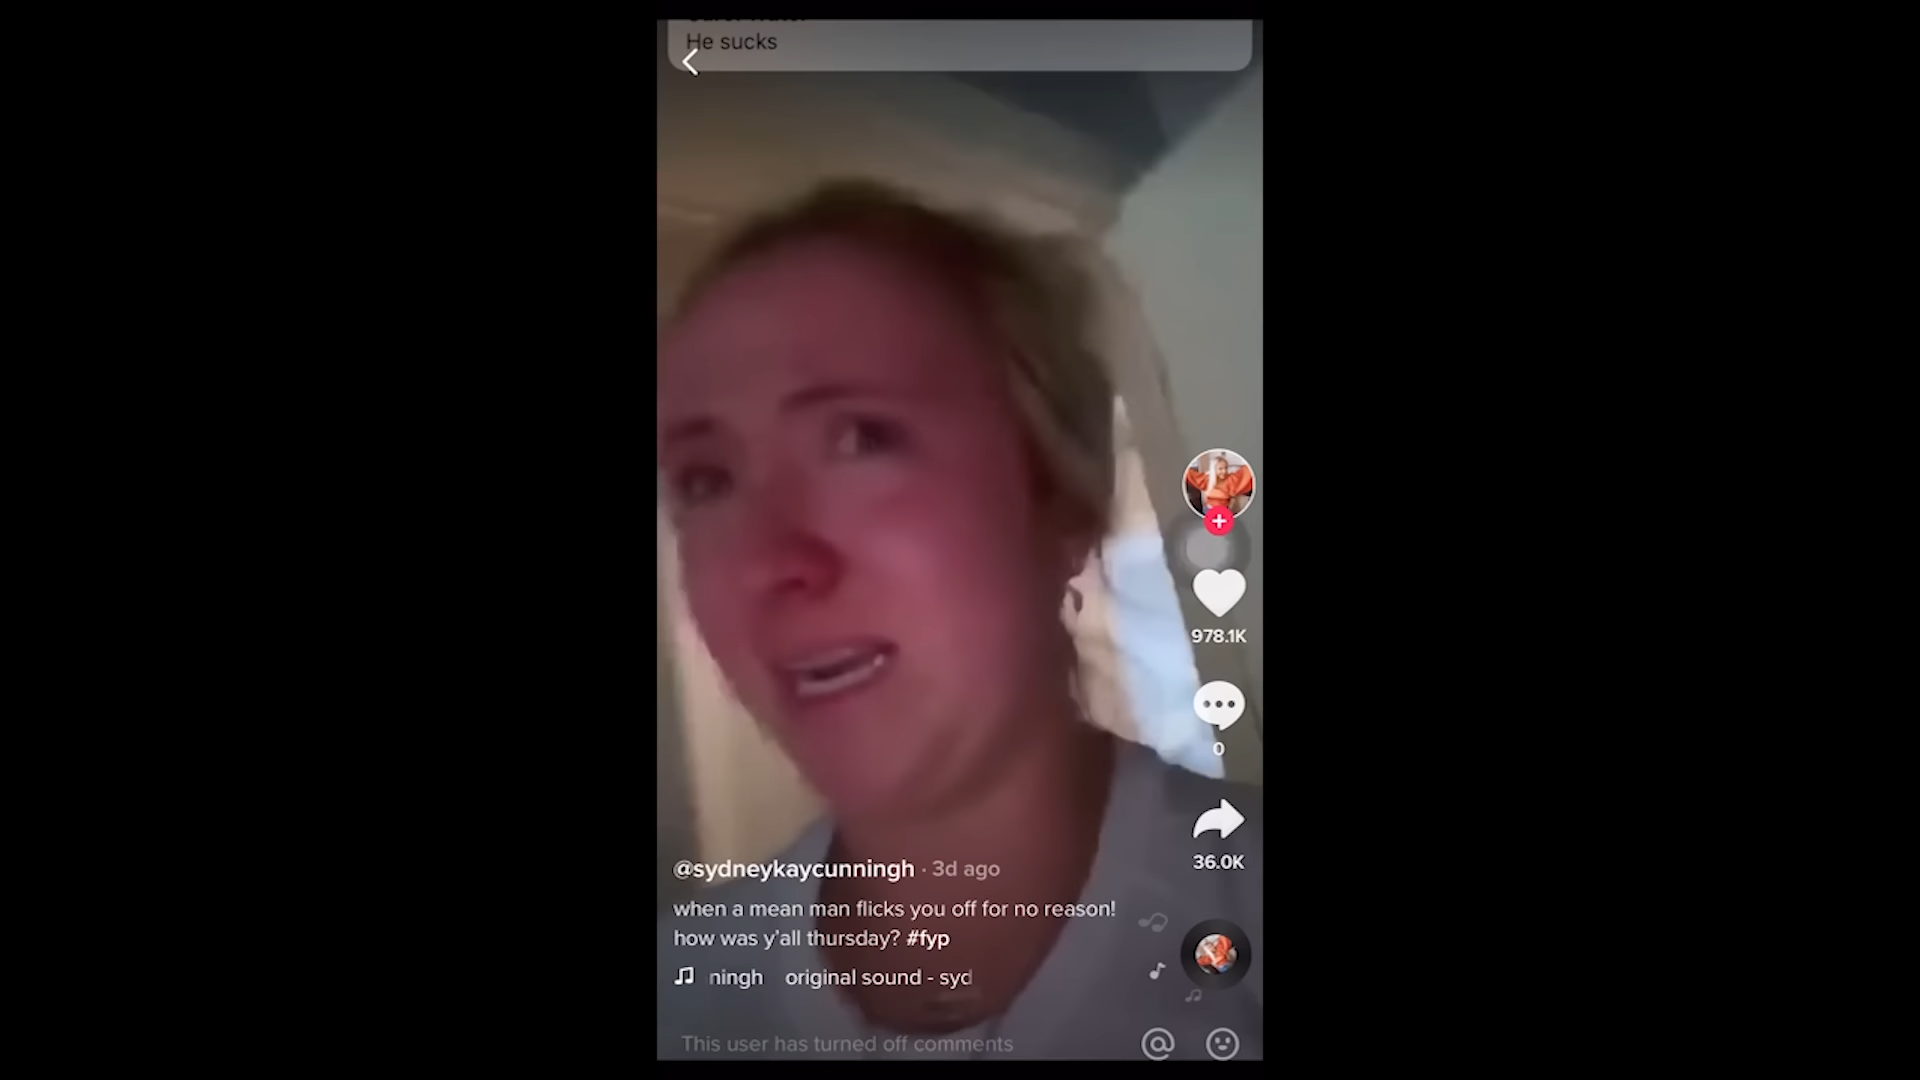 He sucks
978.1K
0
36.0K
@sydneykaycunningh · 3d ago
when a mean man flicks you off for no reason!
how was y'all thursday? #fyp
ningh original sound - syd
This user has turned off comments